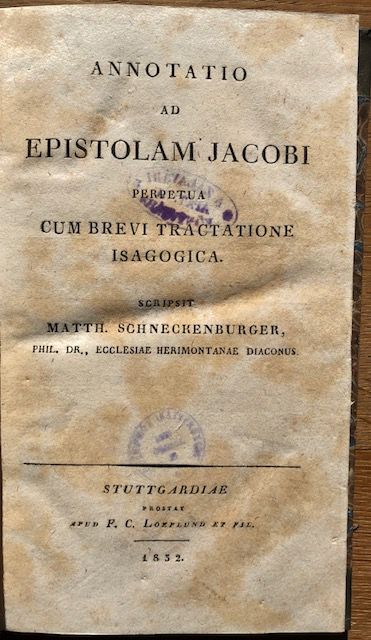 ANNOTATIO
AD
EPISTOLAM JACOBI
PERPETUA
CUM BREVI TRACTATIONE
ISAGOGICA.
SCRIPSIT
MATTH. SCHNECKENBURGER,
PHIL. DR., ECCLESIAE HERIMONTANAE DIACONUS.
STUTTGARDIAE
PROSTAT
APUD F. C. LOEFLUND ET FIL.
1832.